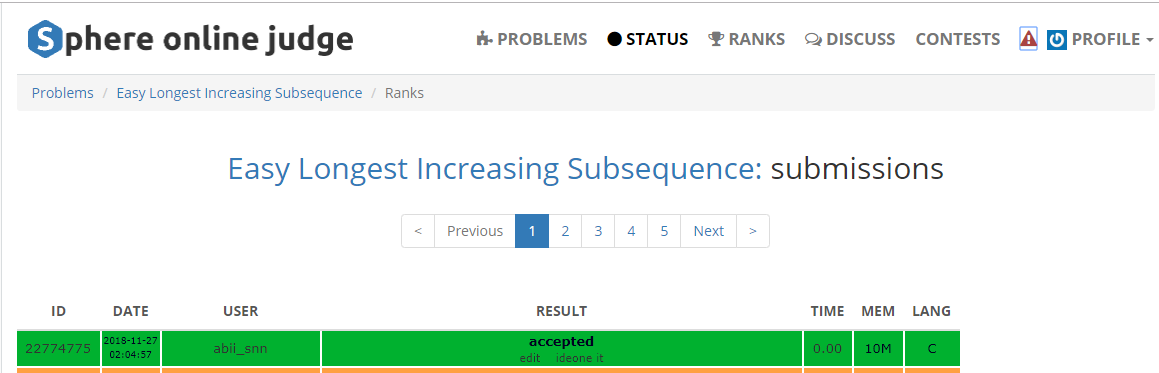 Sphere online judge PROBLEMS STATUS RANKS DISCUSS CONTESTS PROFILE
Problems / Easy Longest Increasing Subsequence / Ranks
Easy Longest Increasing Subsequence: submissions
< Previous 1 2 3 4 5 Next >
ID DATE USER RESULT TIME MEM LANG
22774775 2018-11-27 02:04:57 abii_snn accepted 0.00 10M C
edit ideone it